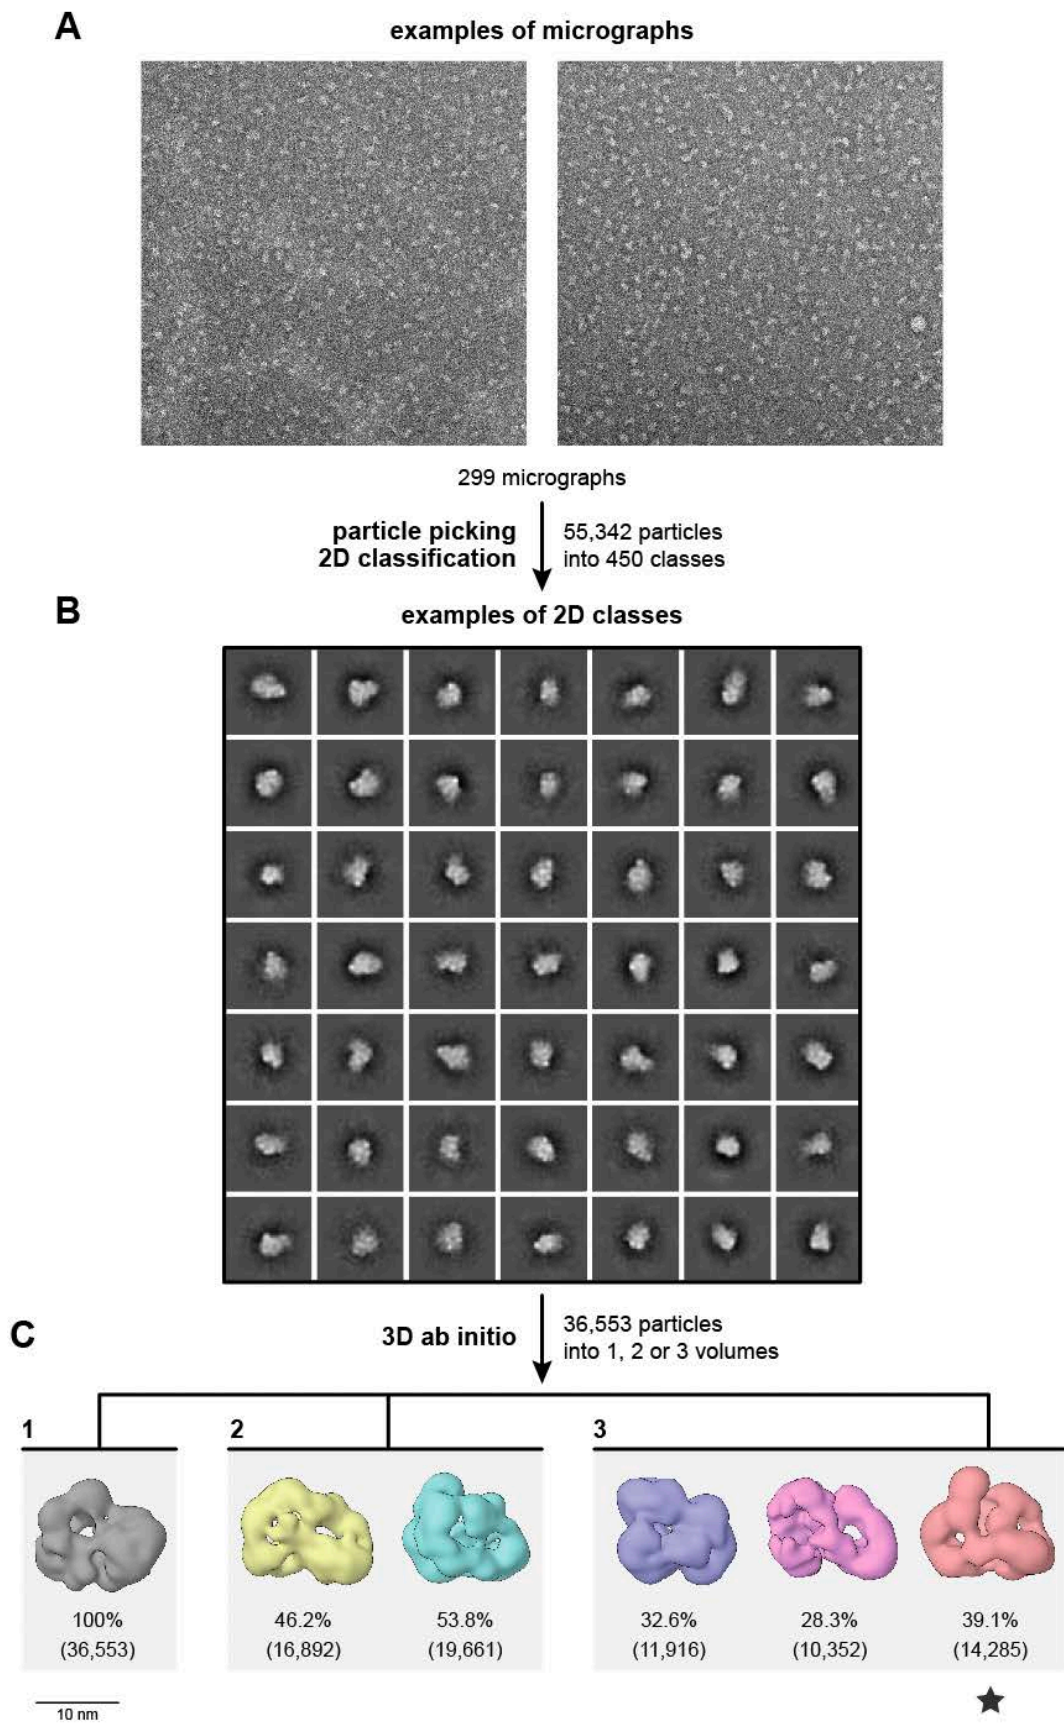 A
examples of micrographs
299 micrographs
particle picking
2D classification
55,342 particles
into 450 classes
B
examples of 2D classes
C
3D ab initio
36,553 particles
into 1, 2 or 3 volumes
1
2
3
100%
(36,553)
46.2%
(16,892)
53.8%
(19,661)
32.6%
(11,916)
28.3%
(10,352)
39.1%
(14,285)
10 nm